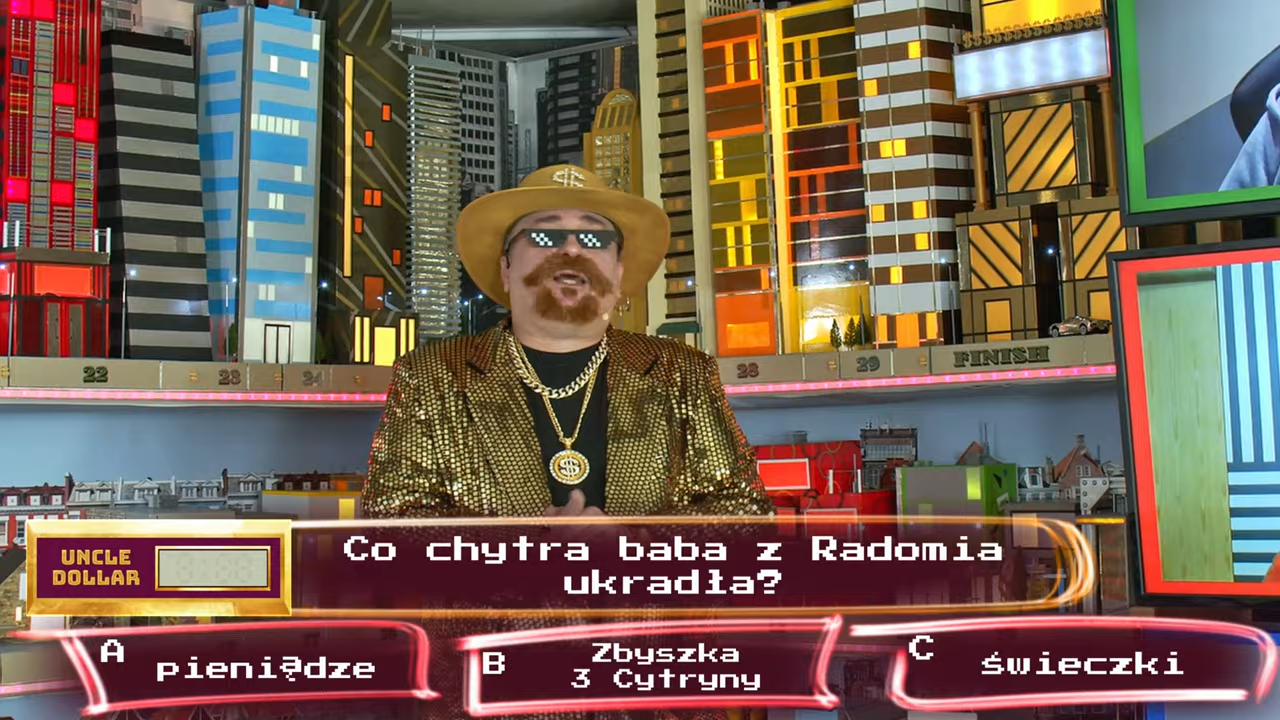 $
$
22
23
24
28
29
FINISH
UNCLE
DOLLAR
Co chytra baba z Radomia
ukradła?
A
pieniądze
B
Zbyszka
3 Cytryny
C
świeczki